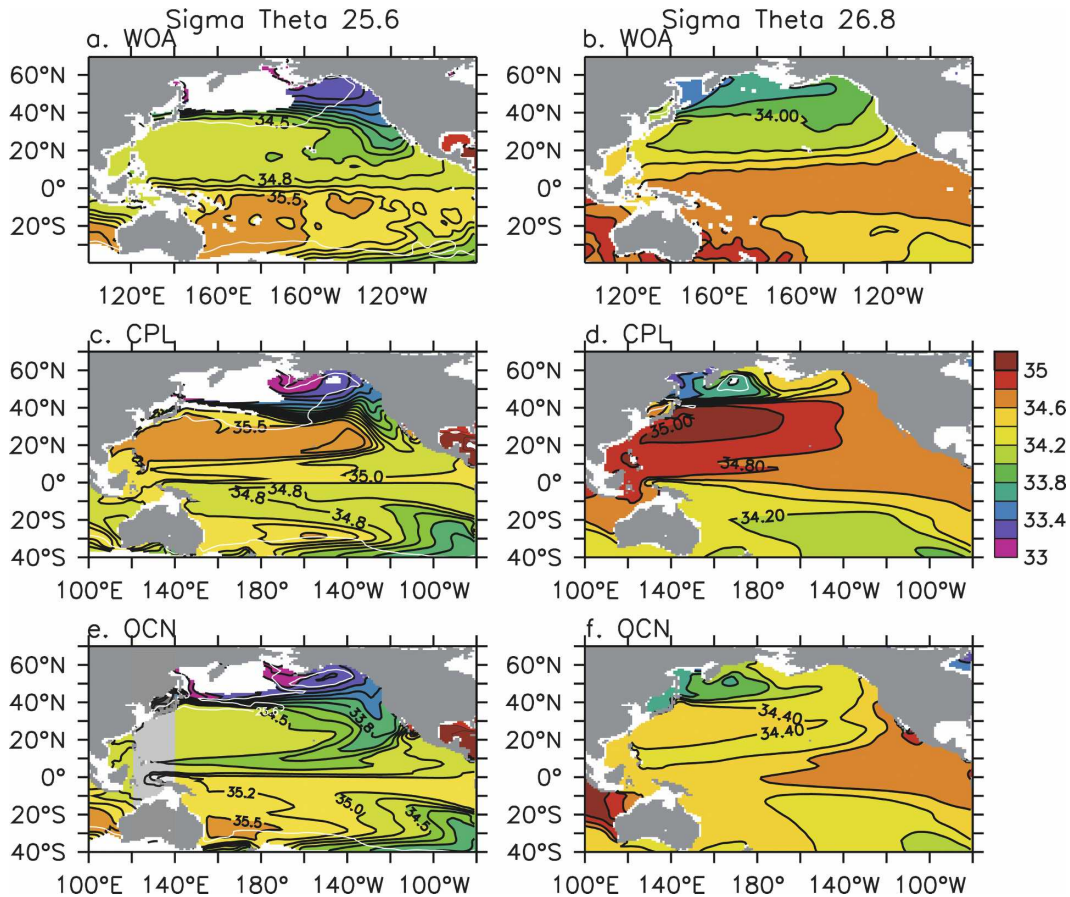 Sigma Theta 25.6
Sigma Theta 26.8
a. WOA
b. WOA
60°N
40°N
20°N
0°
20°S
34.5
34.8
35.5
60°N
40°N
20°N
0°
20°S
34.00
120°E 160°E 160°W 120°W
120°E 160°E 160°W 120°W
c. CPL
d. CPL
60°N
40°N
20°N
0°
20°S
40°S
35.5
35.0
34.8
34.8
34.8
60°N
40°N
20°N
0°
20°S
40°S
35.00
34.80
34.20
35
34.6
34.2
33.8
33.4
33
100°E 140°E 180° 140°W 100°W
100°E 140°E 180° 140°W 100°W
e. OCN
f. OCN
60°N
40°N
20°N
0°
20°S
40°S
34.5
33.8
35.2
35.0
35.5
34.5
60°N
40°N
20°N
0°
20°S
40°S
34.40
34.40
100°E 140°E 180° 140°W 100°W
100°E 140°E 180° 140°W 100°W